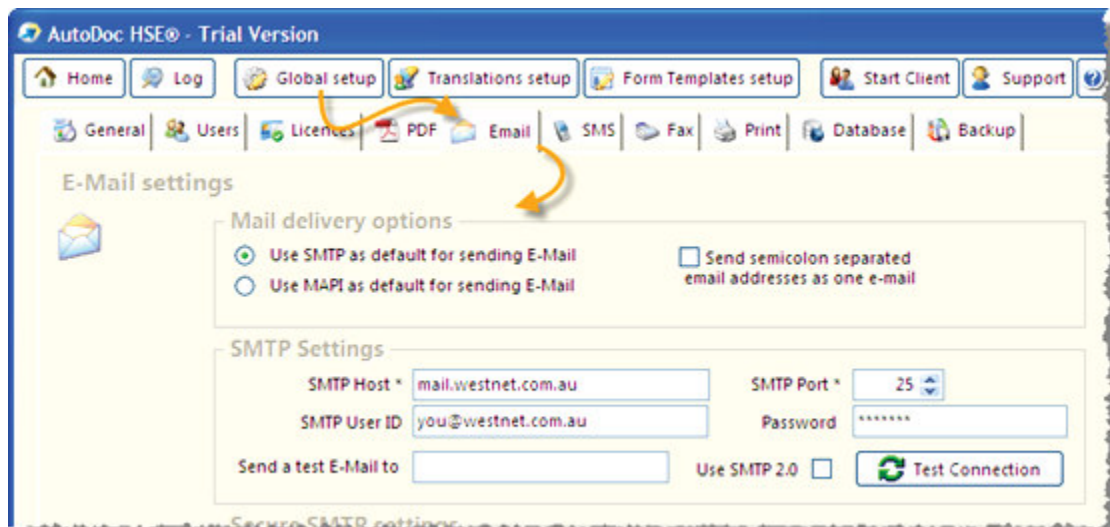 AutoDoc HSE® - Trial Version
Home Log Global setup Translations setup Form Templates setup Start Client Support
General Users Licences PDF Email SMS Fax Print Database Backup
E-Mail settings
Mail delivery options
Use SMTP as default for sending E-Mail Send semicolon separated
Use MAPI as default for sending E-Mail email addresses as one e-mail
SMTP Settings
SMTP Host * mail.westnet.com.au SMTP Port * 25
SMTP User ID you@westnet.com.au Password *******
Send a test E-Mail to Use SMTP 2.0 Test Connection
Secure SMTP settings